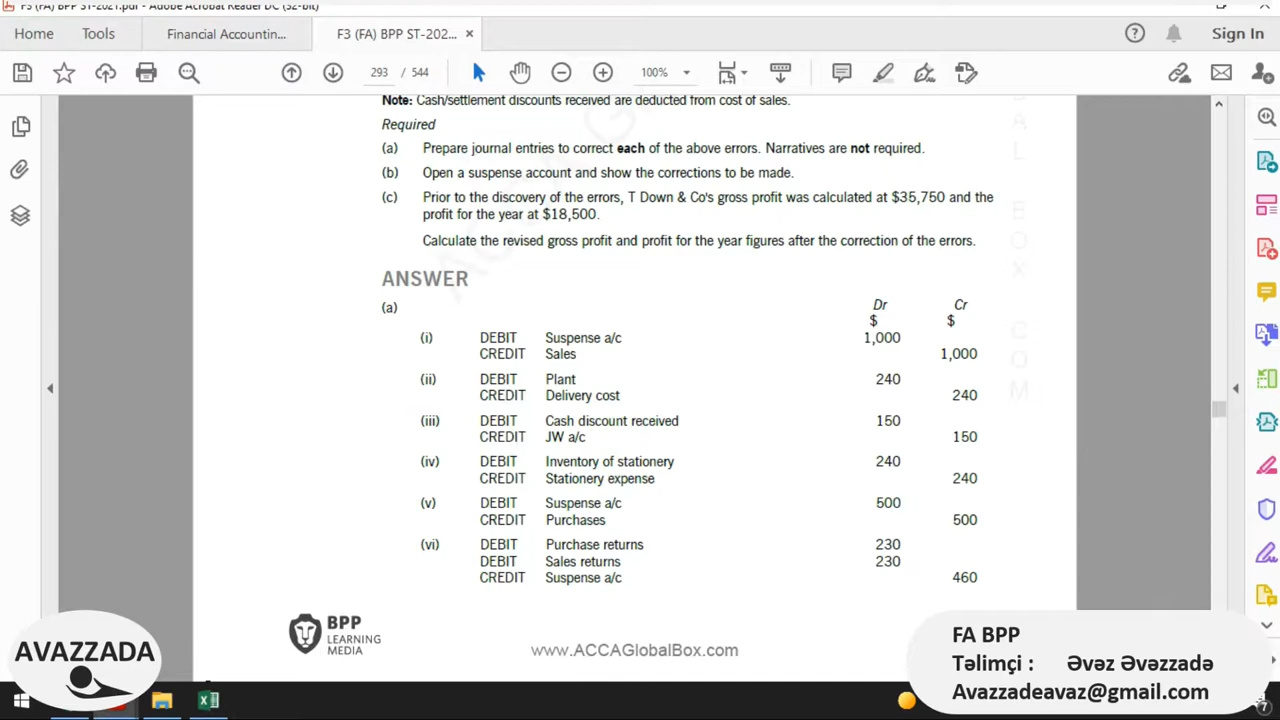 F3 (FA) BPP ST-2021.pdf - Adobe Acrobat Reader DC (32-bit)
Home Tools Financial Accountin... F3 (FA) BPP ST-202... × Sign In
293 / 544 100%
Note: Cash/settlement discounts received are deducted from cost of sales.
Required
(a) Prepare journal entries to correct each of the above errors. Narratives are not required.
(b) Open a suspense account and show the corrections to be made.
(c) Prior to the discovery of the errors, T Down & Co's gross profit was calculated at $35,750 and the
profit for the year at $18,500.
Calculate the revised gross profit and profit for the year figures after the correction of the errors.
ANSWER
(a) Dr Cr
$ $
(i) DEBIT Suspense a/c 1,000
CREDIT Sales 1,000
(ii) DEBIT Plant 240
CREDIT Delivery cost 240
(iii) DEBIT Cash discount received 150
CREDIT JW a/c 150
(iv) DEBIT Inventory of stationery 240
CREDIT Stationery expense 240
(v) DEBIT Suspense a/c 500
CREDIT Purchases 500
(vi) DEBIT Purchase returns 230
DEBIT Sales returns 230
CREDIT Suspense a/c 460
BPP
LEARNING
MEDIA
www.ACCAGlobalBox.com
AVAZZADA
FA BPP
Təlimçi : Əvəz Əvəzzadə
Avazzadeavaz@gmail.com